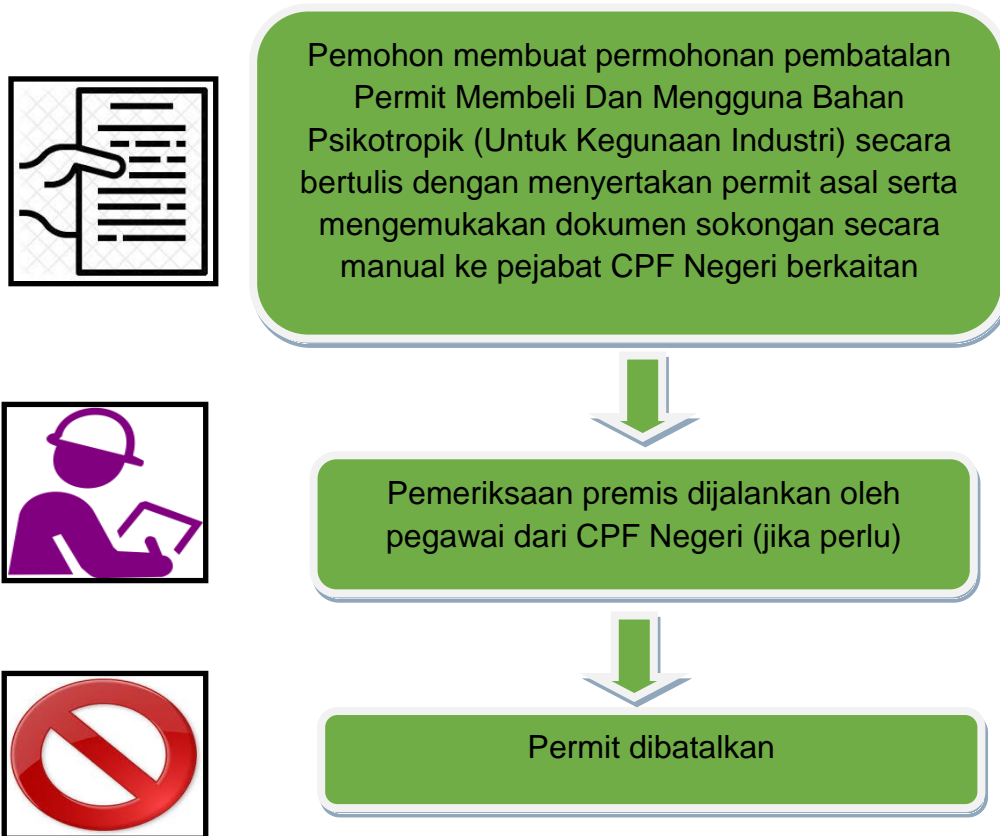 Pemohon membuat permohonan pembatalan
Permit Membeli Dan Mengguna Bahan
Psikotropik (Untuk Kegunaan Industri) secara
bertulis dengan menyertakan permit asal serta
mengemukakan dokumen sokongan secara
manual ke pejabat CPF Negeri berkaitan
Pemeriksaan premis dijalankan oleh
pegawai dari CPF Negeri (jika perlu)
Permit dibatalkan